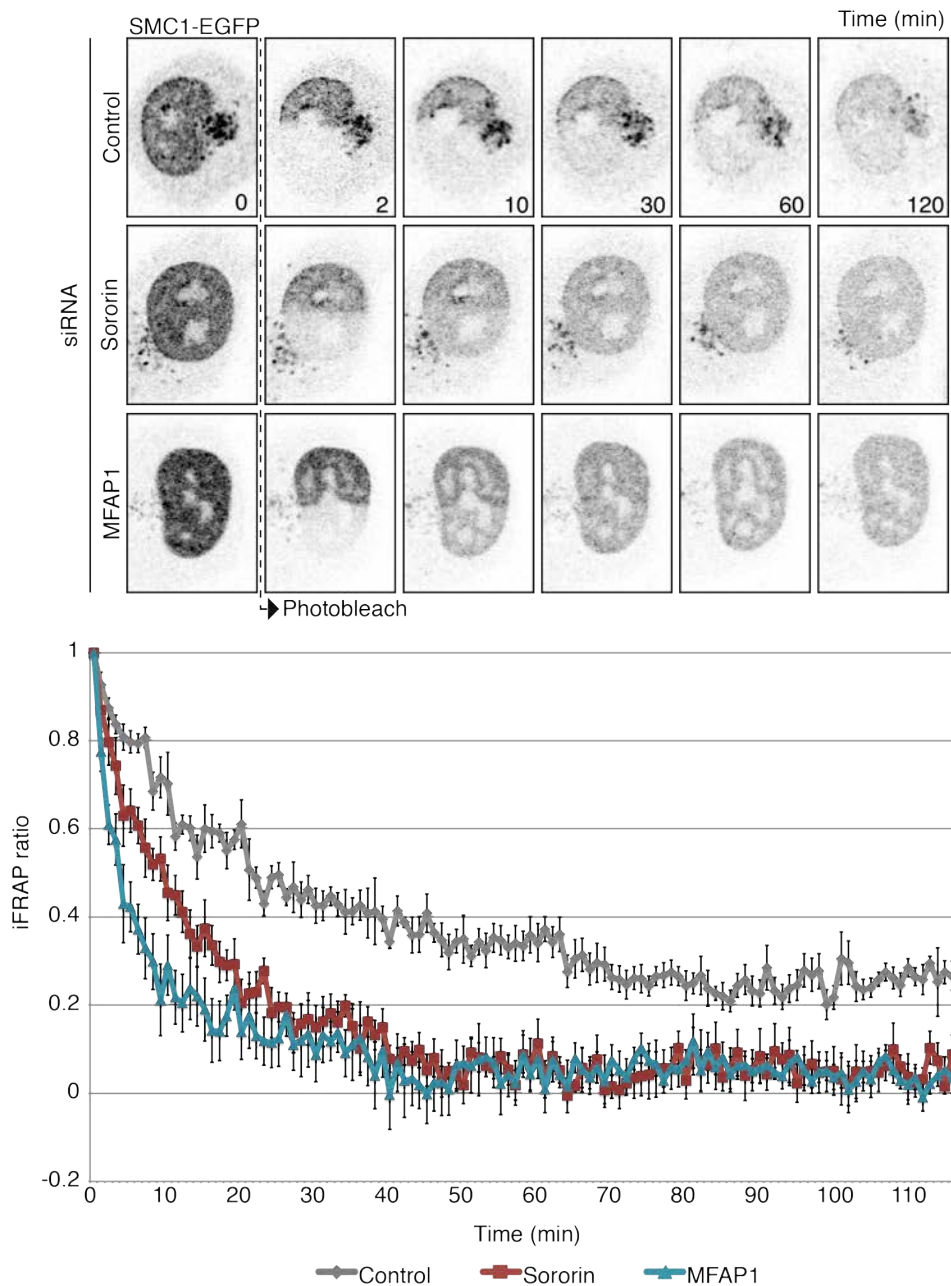 SMC1-EGFP
Time (min)
siRNA
Control
0
2
10
30
60
120
Sororin
MFAP1
Photobleach
iFRAP ratio
1
0.8
0.6
0.4
0.2
0
-0.2
0 10 20 30 40 50 60 70 80 90 100 110
Time (min)
Control Sororin MFAP1